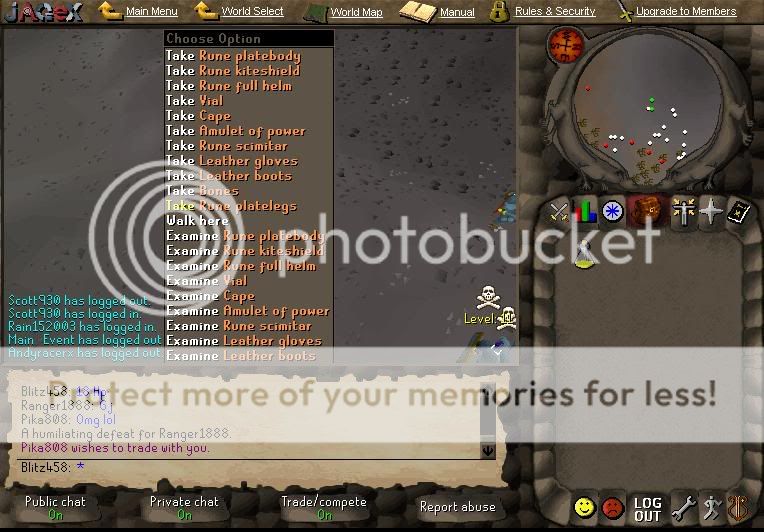 JAGeX
Main Menu
World Select
World Map
Manual
Rules & Security
Upgrade to Members
Choose Option
Take Rune platebody
Take Rune kiteshield
Take Rune full helm
Take Vial
Take Cape
Take Amulet of power
Take Rune scimitar
Take Leather gloves
Take Leather boots
Take Bones
Take Rune platelegs
Walk here
Examine Rune platebody
Examine Rune kiteshield
Examine Rune full helm
Examine Vial
Examine Cape
Examine Amulet of power
Examine Rune scimitar
Examine Leather gloves
Examine Leather boots
photobucket
Scott930 has logged out.
Scott930 has logged in.
Rain152003 has logged in.
Main_Event has logged out
Andyracerx has logged out.
Level:
Protect more of your memories for less!
Blitz458: 18 Hp
Ranger1888: Gj
Pika808: Omg lol
A humiliating defeat for Ranger1888.
Pika808 wishes to trade with you.
Blitz458: *
Public chat
On
Private chat
On
Trade/compete
On
Report abuse
LOG
OUT